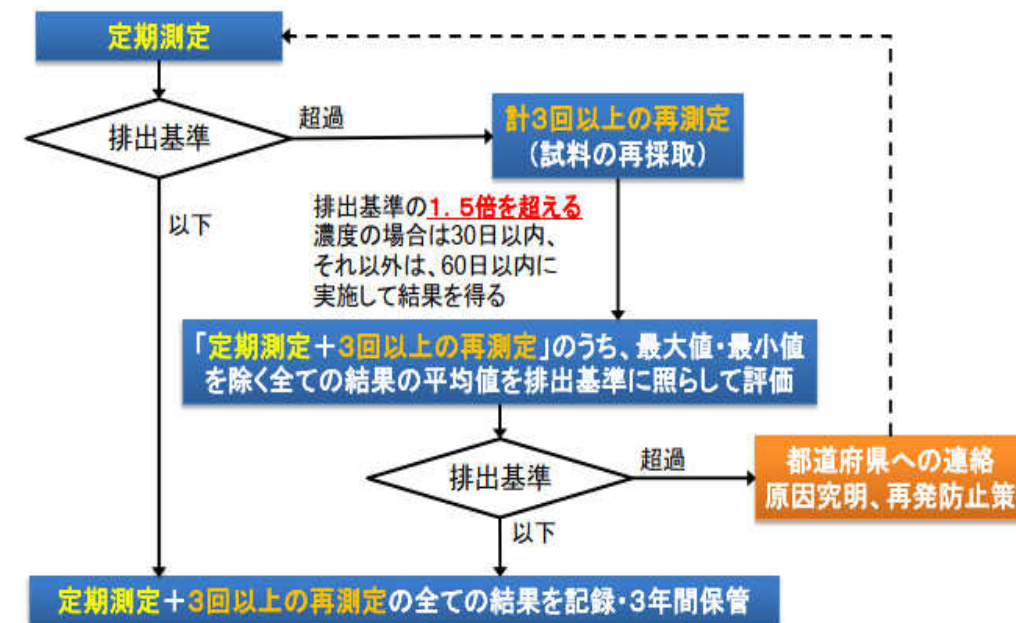 定期測定
排出基準
超過
計3回以上の再測定
(試料の再採取)
以下
排出基準の1.5倍を超える
濃度の場合は30日以内、
それ以外は、60日以内に
実施して結果を得る
「定期測定+3回以上の再測定」のうち、最大値・最小値
を除く全ての結果の平均値を排出基準に照らして評価
排出基準
超過
都道府県への連絡
原因究明、再発防止策
以下
定期測定+3回以上の再測定の全ての結果を記録・3年間保管